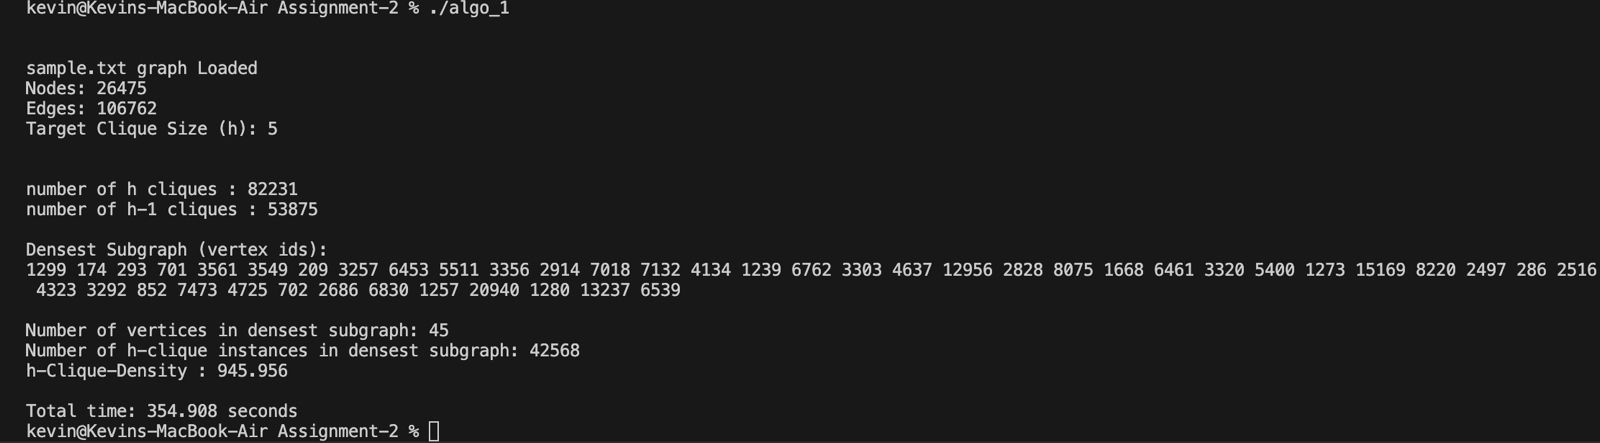 kevin@Kevins-MacBook-Air Assignment-2 % ./algo_1
sample.txt graph Loaded
Nodes: 26475
Edges: 106762
Target Clique Size (h): 5
number of h cliques : 82231
number of h-1 cliques : 53875
Densest Subgraph (vertex ids):
1299 174 293 701 3561 3549 209 3257 6453 5511 3356 2914 7018 7132 4134 1239 6762 3303 4637 12956 2828 8075 1668 6461 3320 5400 1273 15169 8220 2497 286 2516
4323 3292 852 7473 4725 702 2686 6830 1257 20940 1280 13237 6539
Number of vertices in densest subgraph: 45
Number of h-clique instances in densest subgraph: 42568
h-Clique-Density : 945.956
Total time: 354.908 seconds
kevin@Kevins-MacBook-Air Assignment-2 %